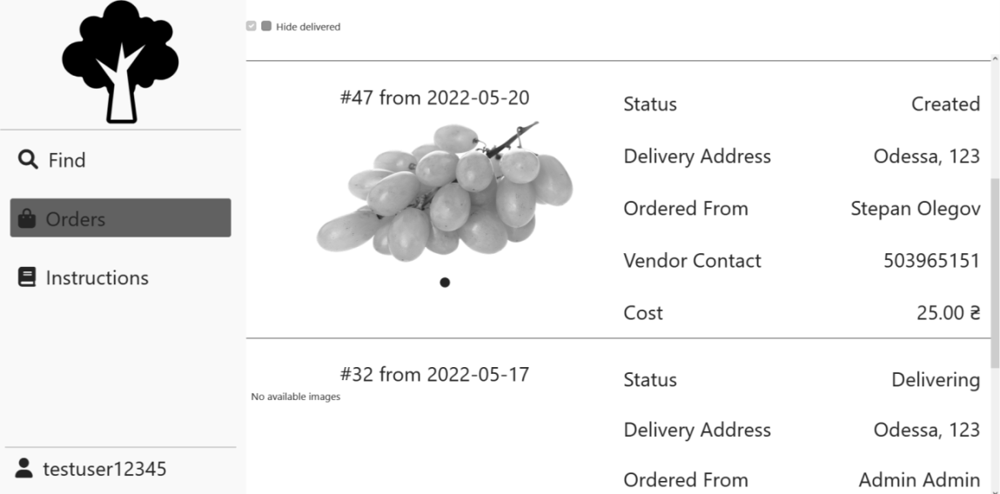 Hide delivered
Find
Orders
Instructions
testuser12345
#47 from 2022-05-20
Status Created
Delivery Address Odessa, 123
Ordered From Stepan Olegov
Vendor Contact 503965151
Cost 25.00 ₴
#32 from 2022-05-17
No available images
Status Delivering
Delivery Address Odessa, 123
Ordered From Admin Admin